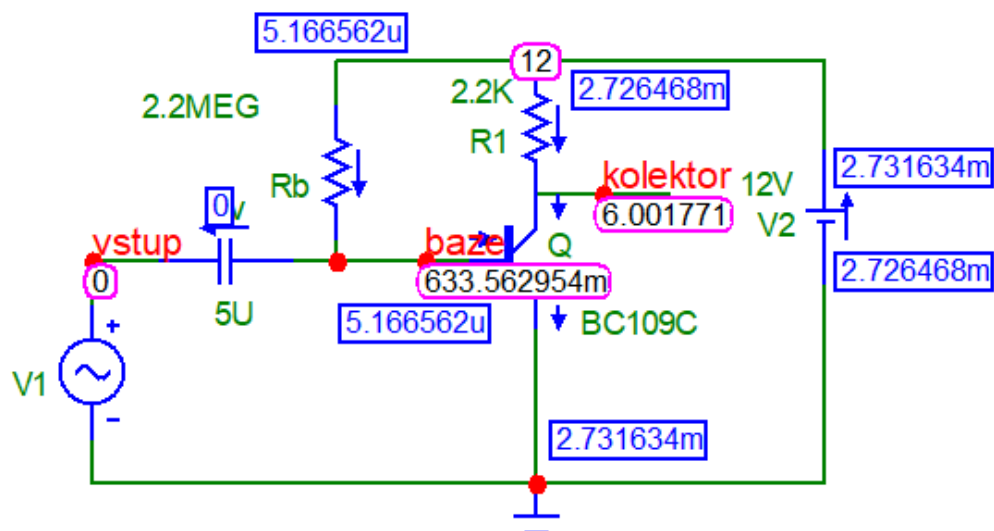 5.166562u
12
2.2K
2.726468m
2.2MEG
R1
Rb
2.731634m
kolektor
12V
0
v
6.001771
V2
vstup
baze
Q
0
633.562954m
2.726468m
5U
5.166562u
BC109C
+
V1
–
2.731634m